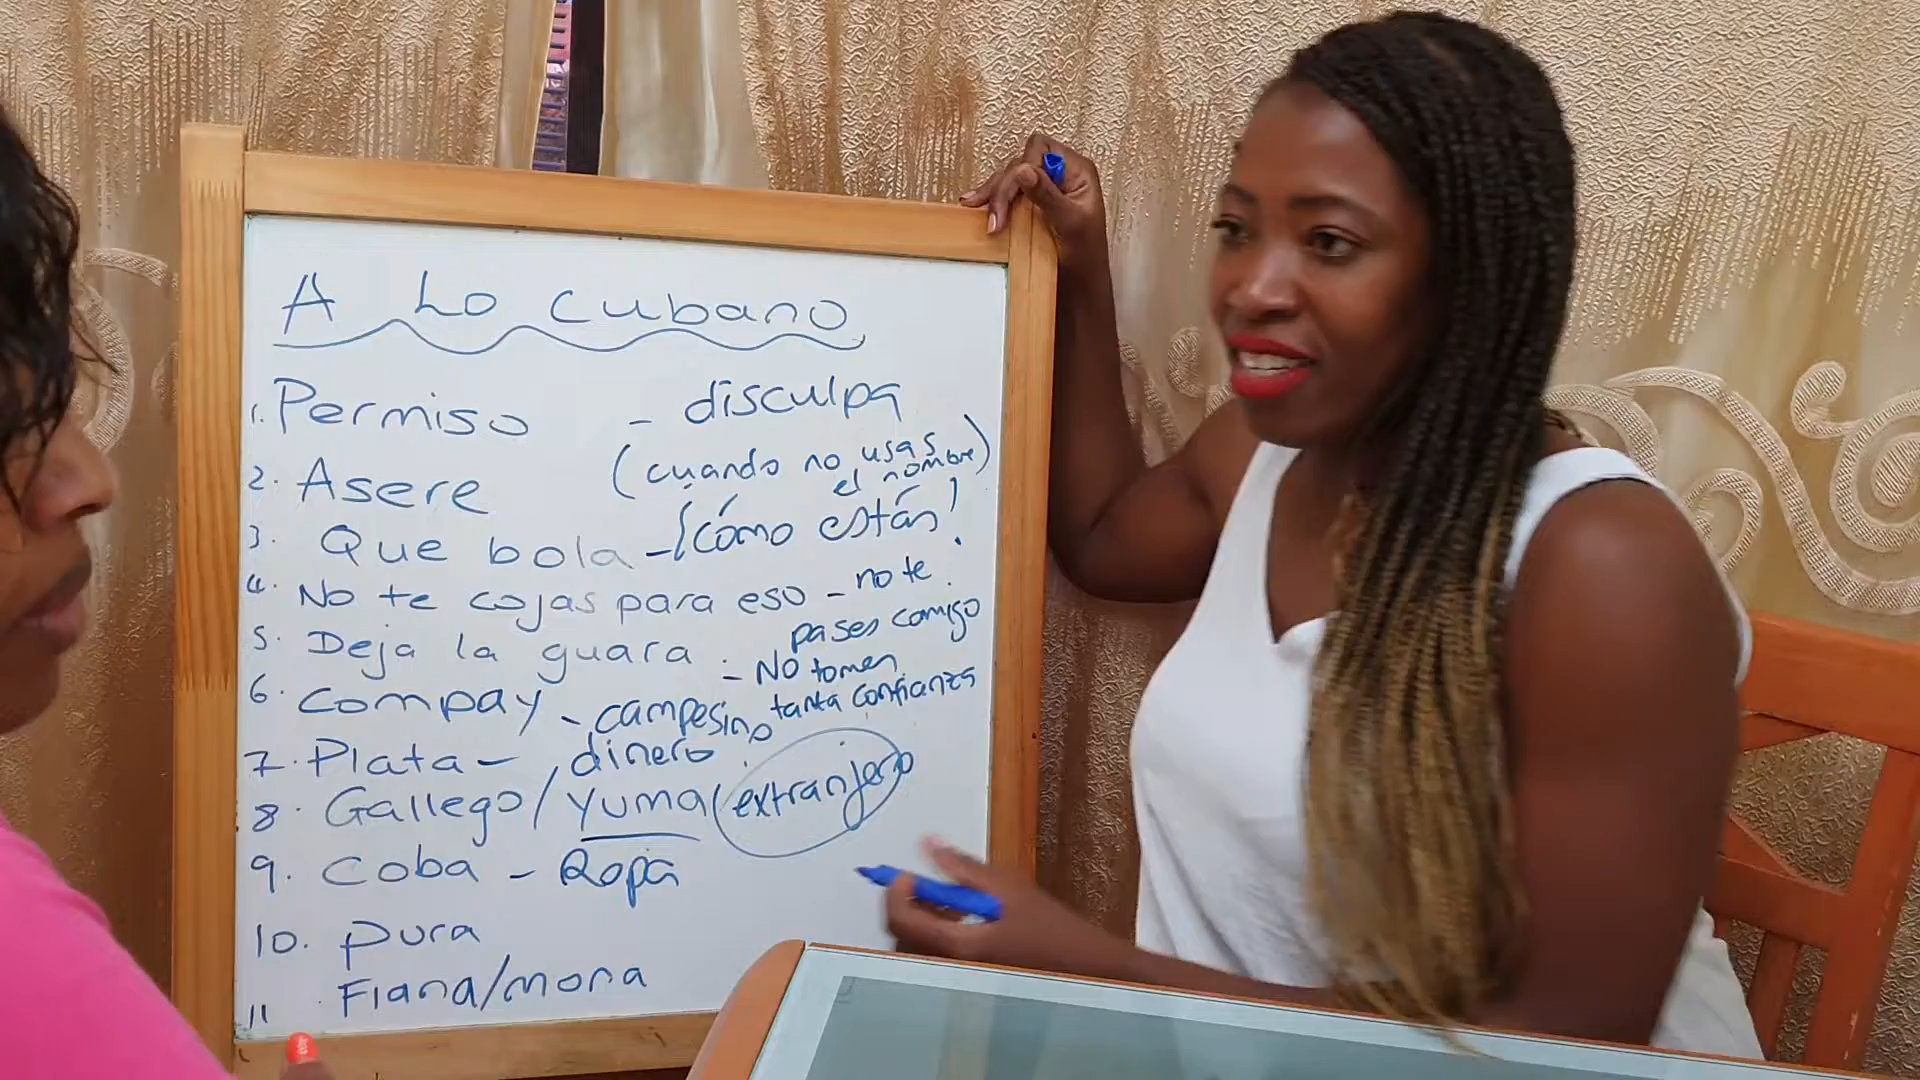 A Lo cubano
1. Permiso - disculpa
2. Asere (cuando no usas el nombre)
3. Que bola - ¿cómo estás?
4. No te cojas para eso - no te pases comigo
5. Deja la guara - No tomen tanta confianza
6. Compay - campesino
7. Plata - dinero
8. Gallego/Yuma (extranjero
9. coba - Ropa
10. pura
11 Fiana/mona